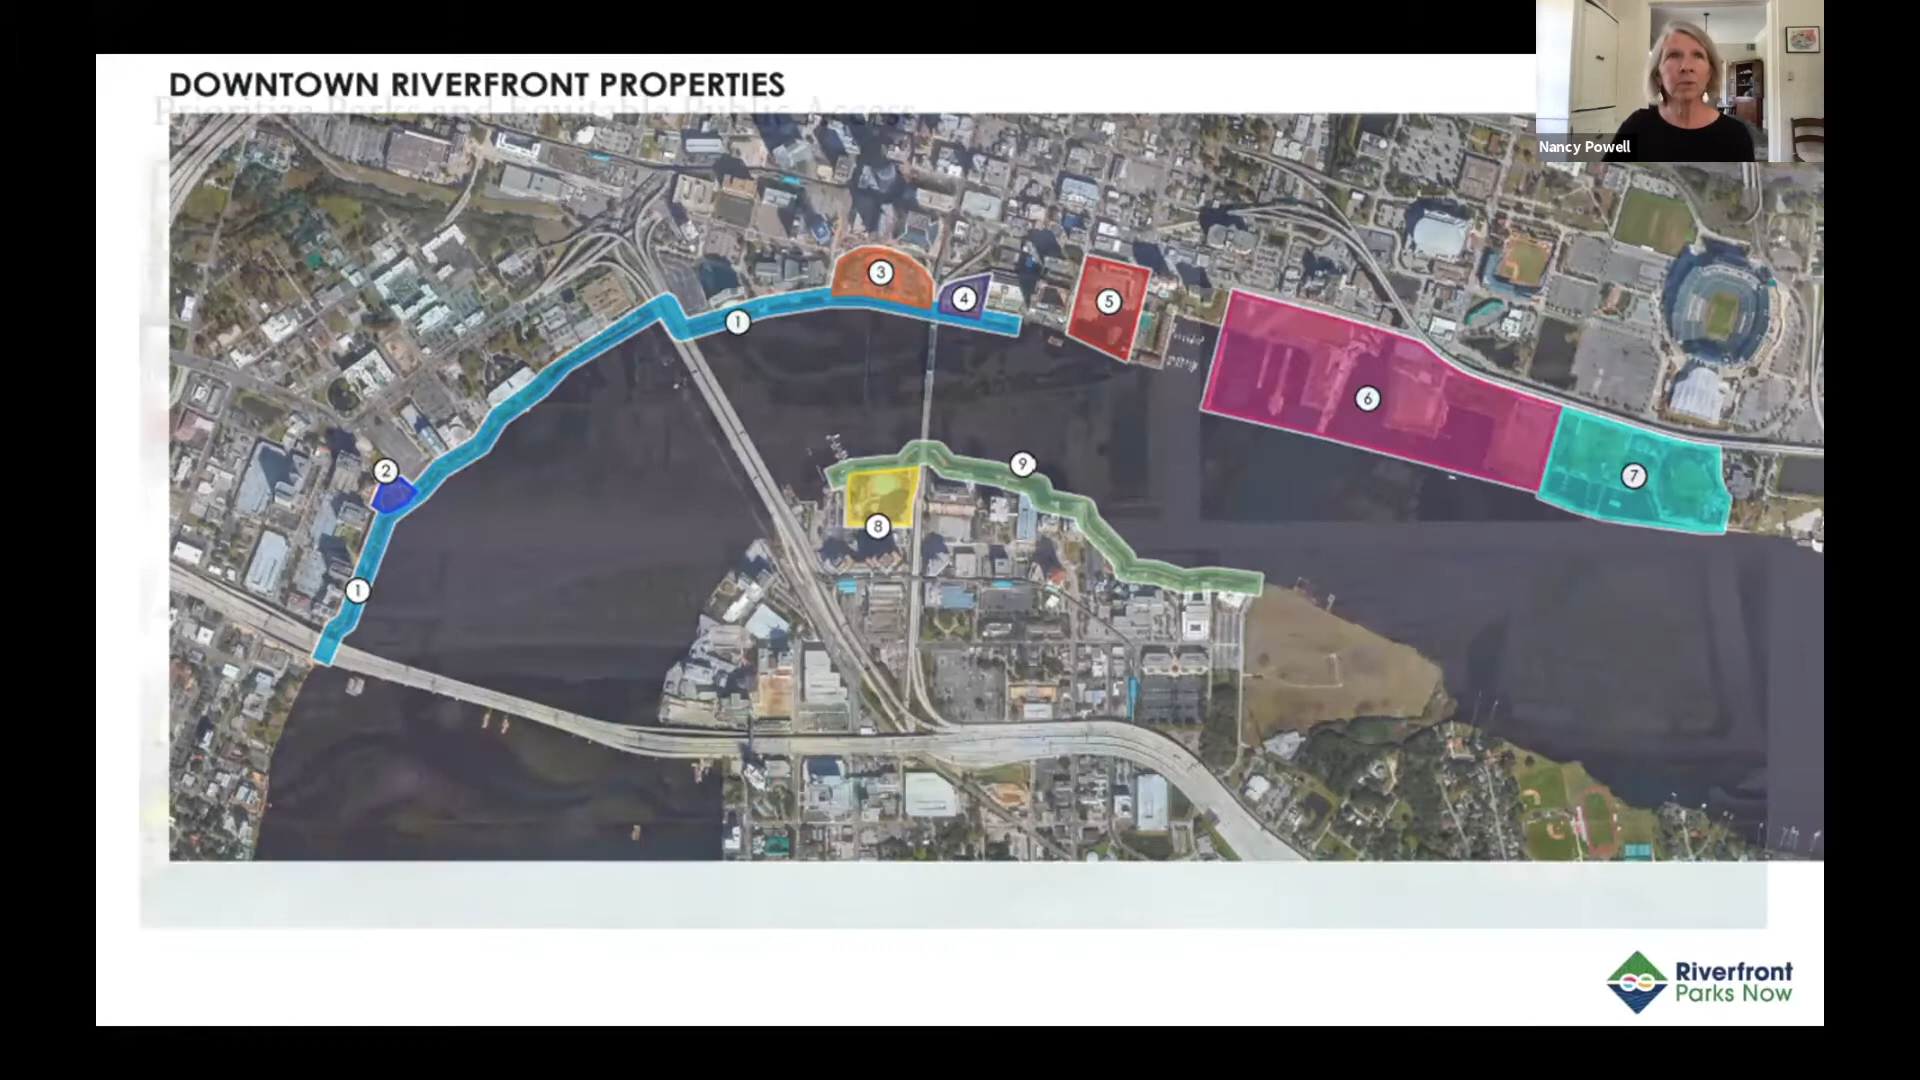 DOWNTOWN RIVERFRONT PROPERTIES
Prioritize Parks and Equitable Public Access
Nancy Powell
3
4
5
1
6
2
9
7
8
1
Riverfront
Parks Now